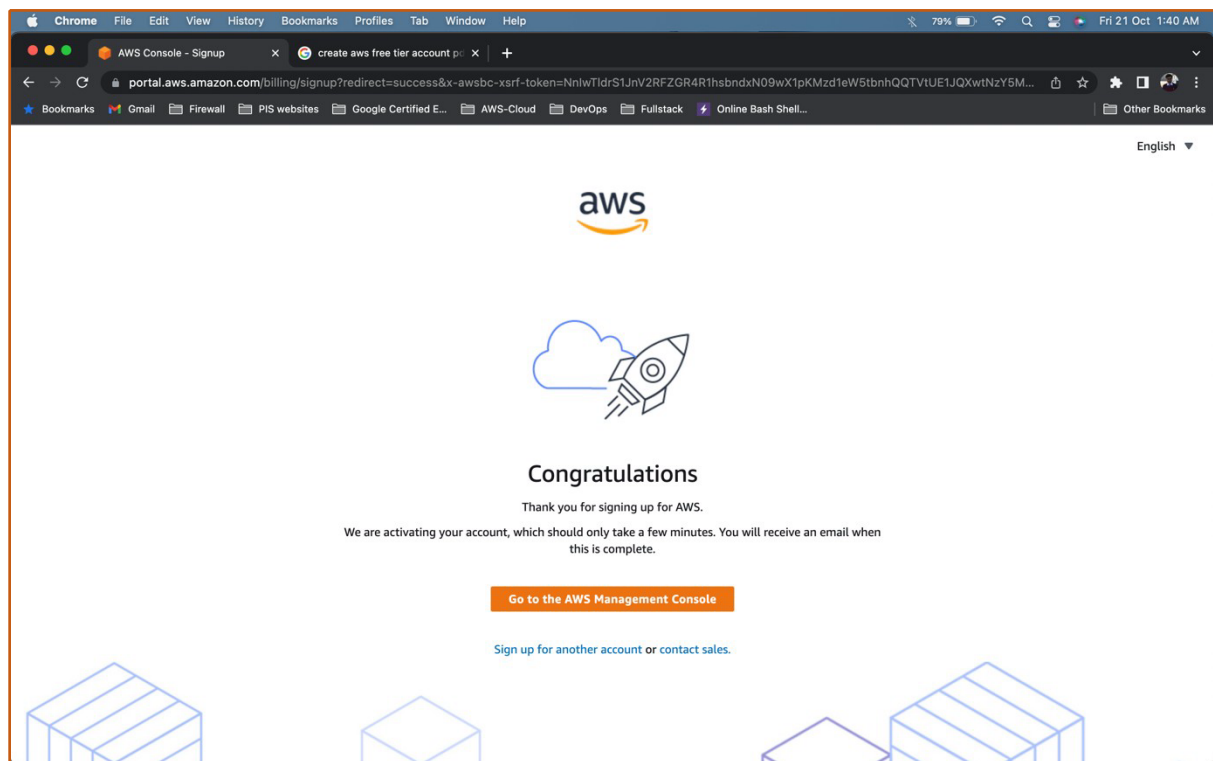 Chrome File Edit View History Bookmarks Profiles Tab Window Help 79% Fri 21 Oct 1:40 AM
AWS Console - Signup create aws free tier account
portal.aws.amazon.com/billing/signup?redirect=success&x-awsbc-xsrf-token=
Bookmarks Gmail Firewall PIS websites Google Certified E... AWS-Cloud DevOps Fullstack Online Bash Shell... Other Bookmarks
English
aws
Congratulations
Thank you for signing up for AWS.
We are activating your account, which should only take a few minutes. You will receive an email when
this is complete.
Go to the AWS Management Console
Sign up for another account or contact sales.